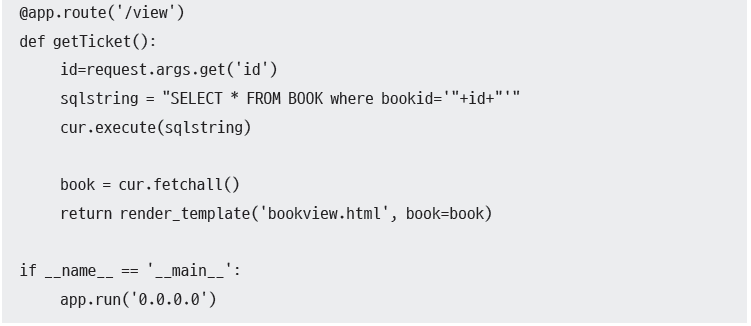 @app.route('/view')
def getTicket():
id=request.args.get('id')
sqlstring = "SELECT * FROM BOOK where bookid='"+id+"'"
cur.execute(sqlstring)
book = cur.fetchall()
return render_template('bookview.html', book=book)
if __name__ == '__main__':
app.run('0.0.0.0')